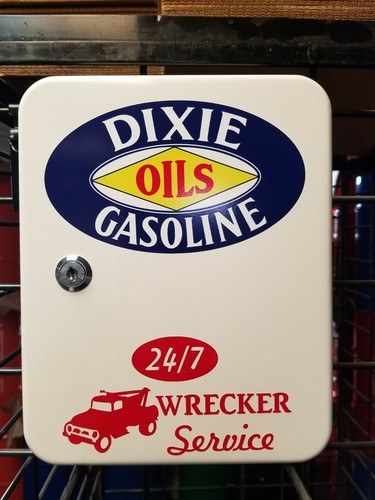 DIXIE
OILS
GASOLINE
24/7
WRECKER
Service